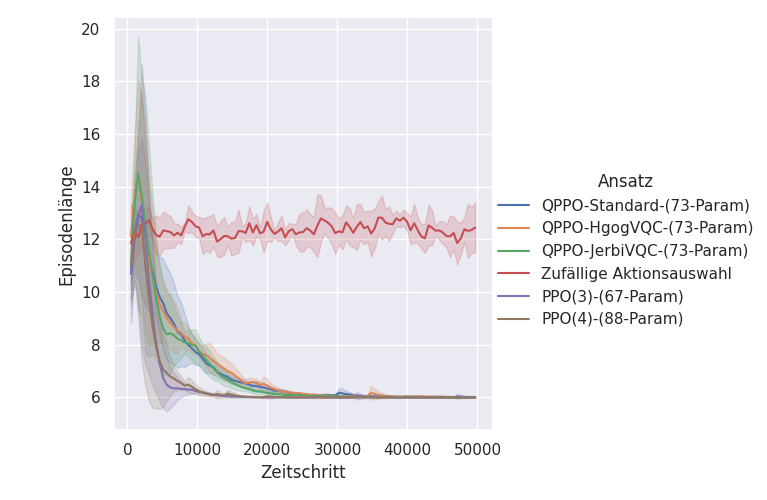 20
18
16
14
12
10
8
6
Episodenlänge
0
10000
20000
30000
40000
50000
Zeitschritt
Ansatz
QPPO-Standard-(73-Param)
QPPO-HgogVQC-(73-Param)
QPPO-JerbiVQC-(73-Param)
Zufällige Aktionsauswahl
PPO(3)-(67-Param)
PPO(4)-(88-Param)